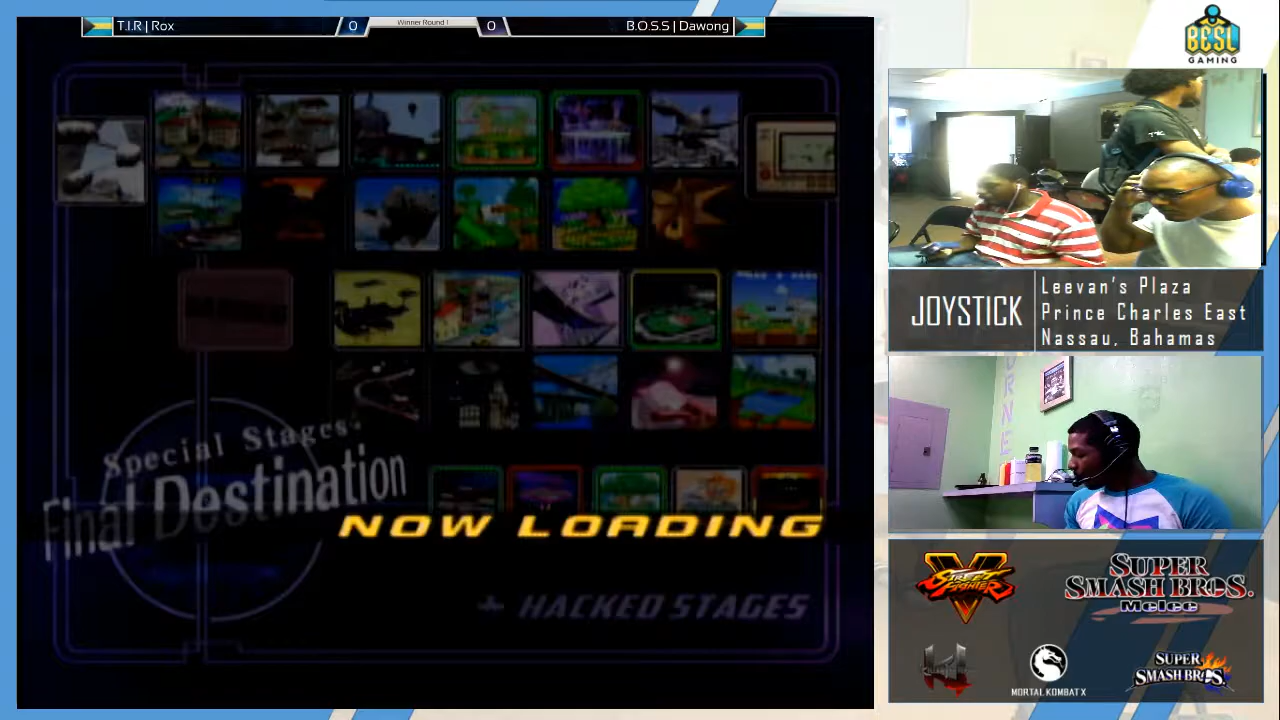 T.I.R | Rox
0
Winner Round 1
0
B.O.S.S | Dawong
BESL
GAMING
JOYSTICK
Leevan's Plaza
Prince Charles East
Nassau, Bahamas
Special Stages
Final Destination
NOW LOADING
HACKED STAGES
STREET
FIGHTER
V
SUPER
SMASH BROS.
Melee
MORTAL KOMBAT X
SUPER
SMASH BROS.